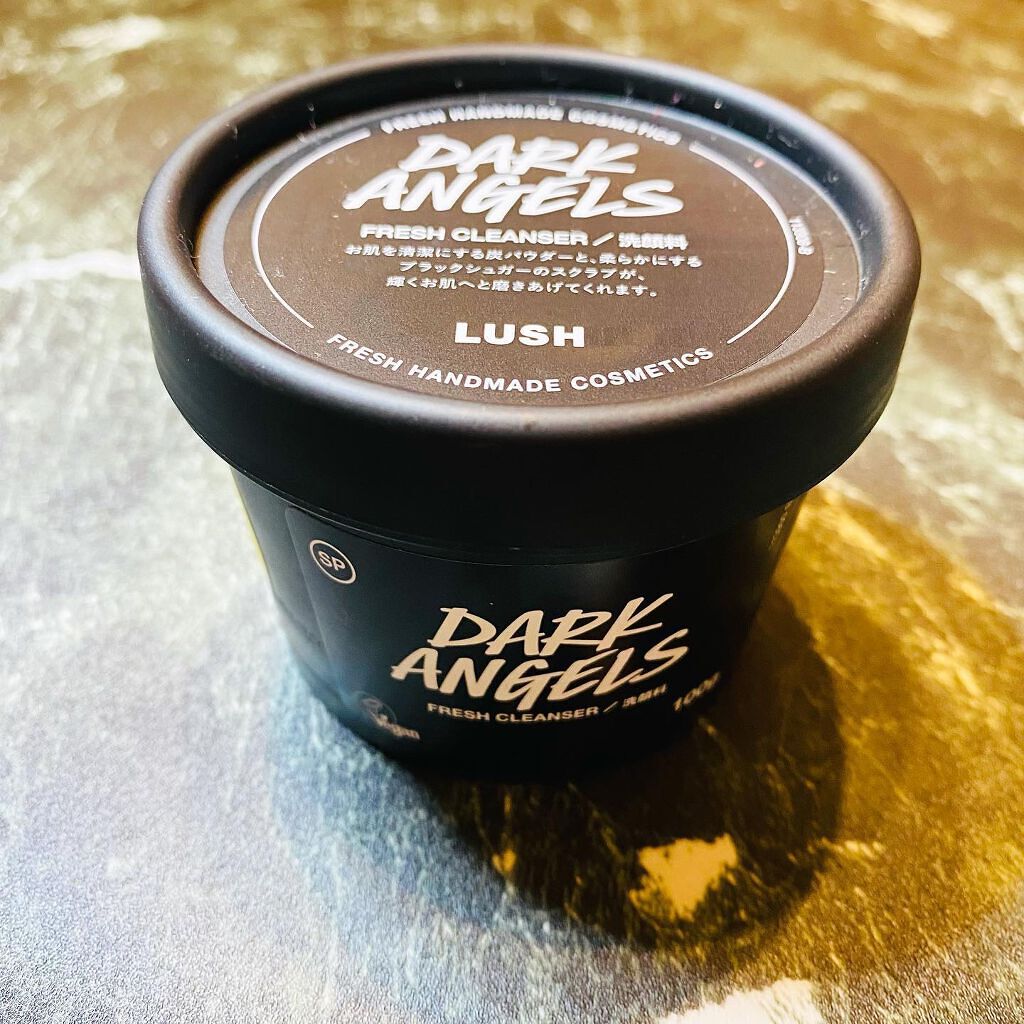 FRESH HANDMADE COSMETICS
DARK
ANGELS
FRESH CLEANSER / 洗顔料
お肌を清潔にする炭パウダーと、柔らかにする
ブラックシュガーのスクラブが、
輝くお肌へと磨きあげてくれます。
LUSH
FRESH HANDMADE COSMETICS
SP
DARK
ANGELS
FRESH CLEANSER / 洗顔料
100g
Vegan